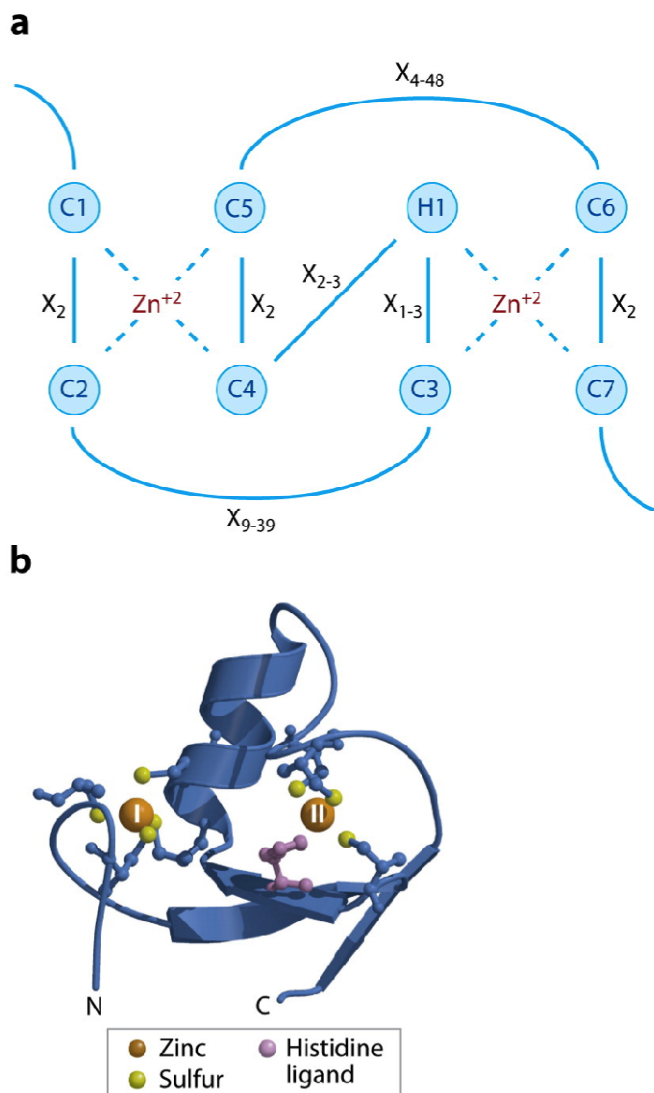 a
X4-48
C1 C5 H1 C6
X2 Zn+2 X2 X2-3 X1-3 Zn+2 X2
C2 C4 C3 C7
X9-39
b
I II
N C
Zinc Histidine
Sulfur ligand